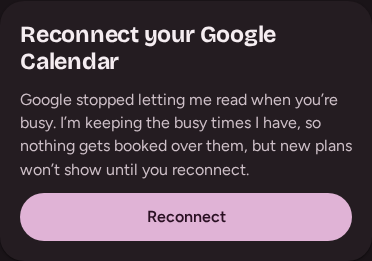 Reconnect your Google
Calendar
Google stopped letting me read when you’re
busy. I’m keeping the busy times I have, so
nothing gets booked over them, but new plans
won’t show until you reconnect.
Reconnect